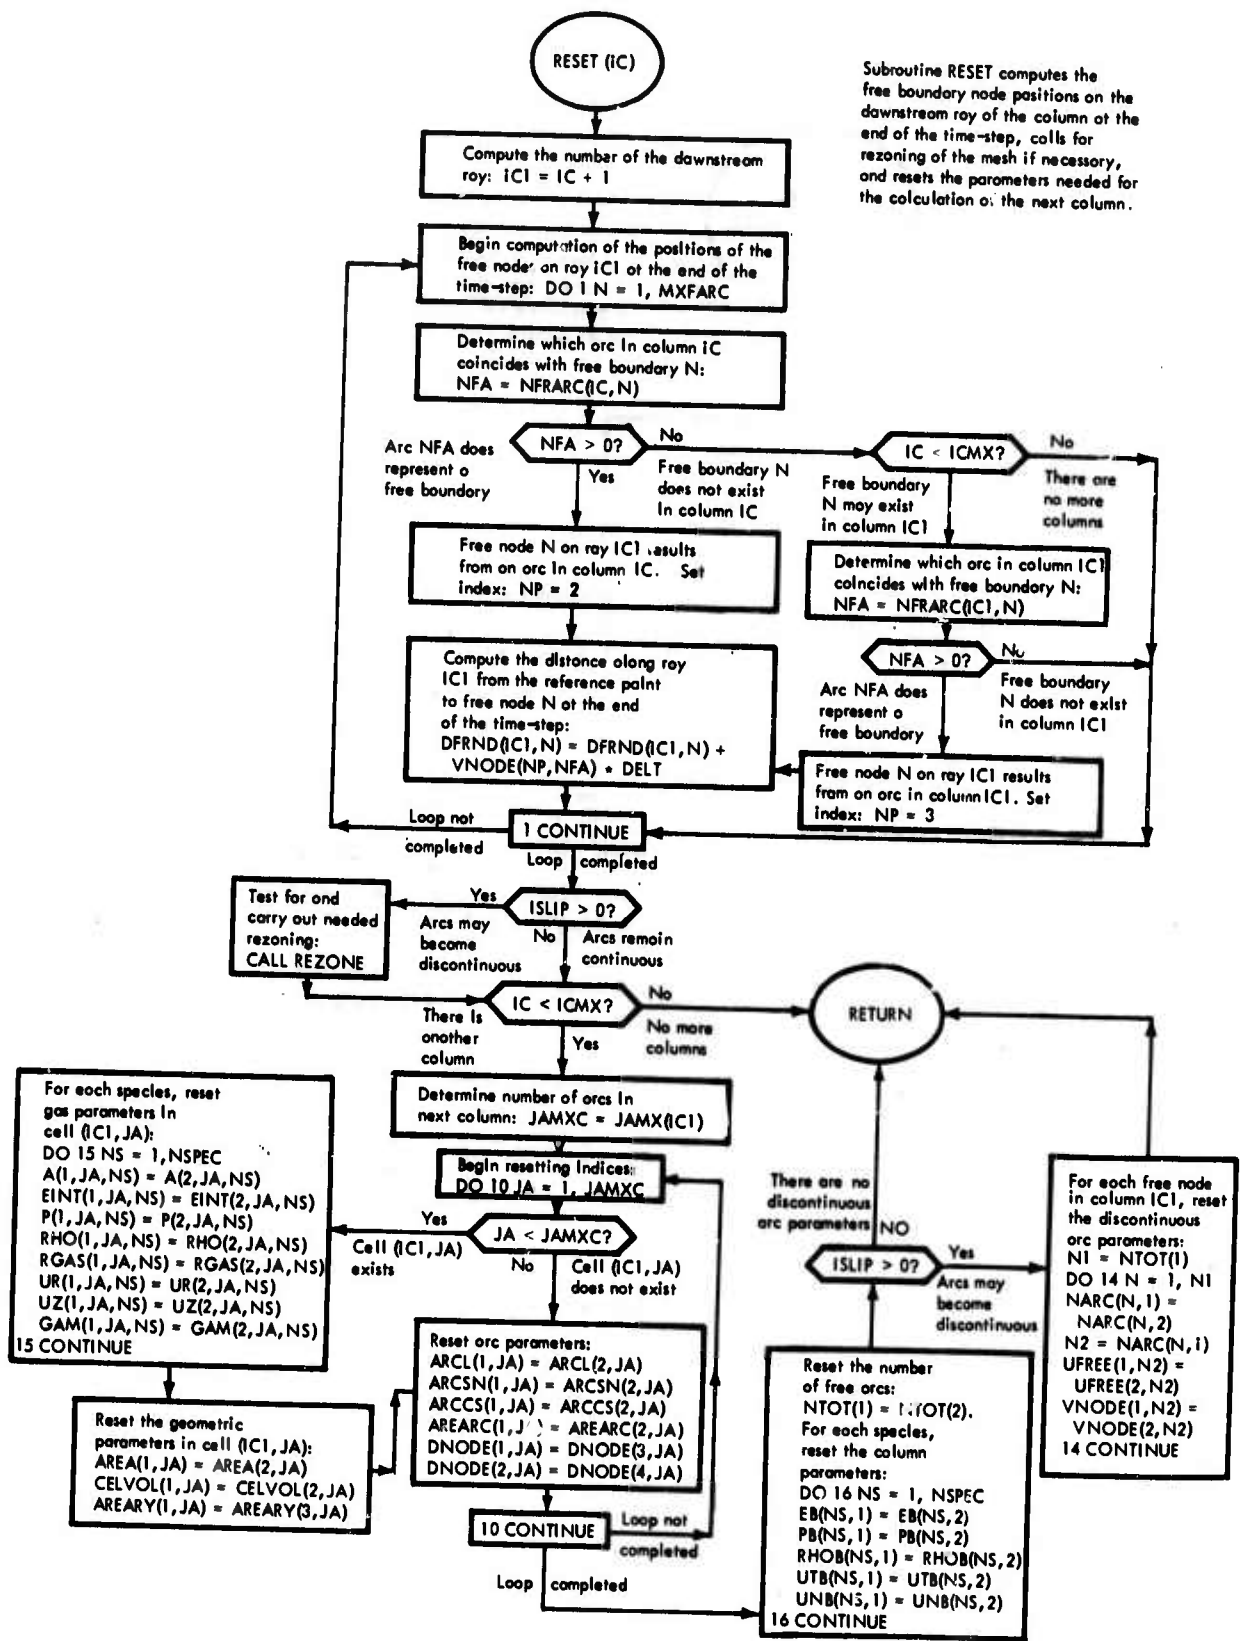 RESET (IC)
Subroutine RESET computes the
free boundary node positions on the
downstream ray of the column at the
end of the time-step, calls for
rezoning of the mesh if necessary,
and resets the parameters needed for
the calculation of the next column.
Compute the number of the downstream
ray: IC1 = IC + 1
Begin computation of the positions of the
free node on ray IC1 at the end of the
time-step: DO 1 N = 1, MXFARC
Determine which arc in column IC
coincides with free boundary N:
NFA = NFRARC(IC,N)
NFA > 0?
No
Free boundary N
does not exist
in column IC
Arc NFA does
represent a
free boundary
Yes
IC < ICMX?
No
There are
no more
columns
Free boundary
N may exist
in column IC1
Free node N on ray IC1 results
from an arc in column IC. Set
index: NP = 2
Determine which arc in column IC1
coincides with free boundary N:
NFA = NFRARC(IC1,N)
NFA > 0?
No
Free boundary
N does not exist
in column IC1
Arc NFA does
represent a
free boundary
Compute the distance along ray
IC1 from the reference point
to free node N at the end
of the time-step:
DFRND(IC1,N) = DFRND(IC1,N) +
VNODE(NP,NFA) * DELT
Free node N on ray IC1 results
from an arc in column IC1. Set
index: NP = 3
Loop not
completed
1 CONTINUE
Loop completed
ISLIP > 0?
Yes
Arcs may
become
discontinuous
No
Arcs remain
continuous
Test for and
carry out needed
rezoning:
CALL REZONE
IC < ICMX?
No
No more
columns
There is
another
column
Yes
RETURN
Determine number of arcs in
next column: JAMXC = JAMX(IC1)
Begin resetting indices:
DO 10 JA = 1, JAMXC
JA < JAMXC?
Yes
Cell (IC1,JA)
exists
No
Cell (IC1,JA)
does not exist
For each species, reset
gas parameters in
cell (IC1,JA):
DO 15 NS = 1,NSPEC
A(1,JA,NS) = A(2,JA,NS)
EINT(1,JA,NS) = EINT(2,JA,NS)
P(1,JA,NS) = P(2,JA,NS)
RHO(1,JA,NS) = RHO(2,JA,NS)
RGAS(1,JA,NS) = RGAS(2,JA,NS)
UR(1,JA,NS) = UR(2,JA,NS)
UZ(1,JA,NS) = UZ(2,JA,NS)
GAM(1,JA,NS) = GAM(2,JA,NS)
15 CONTINUE
Reset the geometric
parameters in cell (IC1,JA):
AREA(1,JA) = AREA(2,JA)
CELVOL(1,JA) = CELVOL(2,JA)
AREARY(1,JA) = AREARY(3,JA)
Reset arc parameters:
ARCL(1,JA) = ARCL(2,JA)
ARCSN(1,JA) = ARCSN(2,JA)
ARCCS(1,JA) = ARCCS(2,JA)
AREARC(1,JA) = AREARC(2,JA)
DNODE(1,JA) = DNODE(3,JA)
DNODE(2,JA) = DNODE(4,JA)
10 CONTINUE
Loop not
completed
Loop completed
There are no
discontinuous
arc parameters
NO
ISLIP > 0?
Yes
Arcs may
become
discontinuous
Reset the number
of free arcs:
NTOT(1) = NTOT(2).
For each species,
reset the column
parameters:
DO 16 NS = 1, NSPEC
EB(NS,1) = EB(NS,2)
PB(NS,1) = PB(NS,2)
RHOB(NS,1) = RHOB(NS,2)
UTB(NS,1) = UTB(NS,2)
UNB(NS,1) = UNB(NS,2)
16 CONTINUE
For each free node
in column IC1, reset
the discontinuous
arc parameters:
N1 = NTOT(1)
DO 14 N = 1, N1
NARC(N,1) =
NARC(N,2)
N2 = NARC(N,1)
UFREE(1,N2) =
UFREE(2,N2)
VNODE(1,N2) =
VNODE(2,N2)
14 CONTINUE